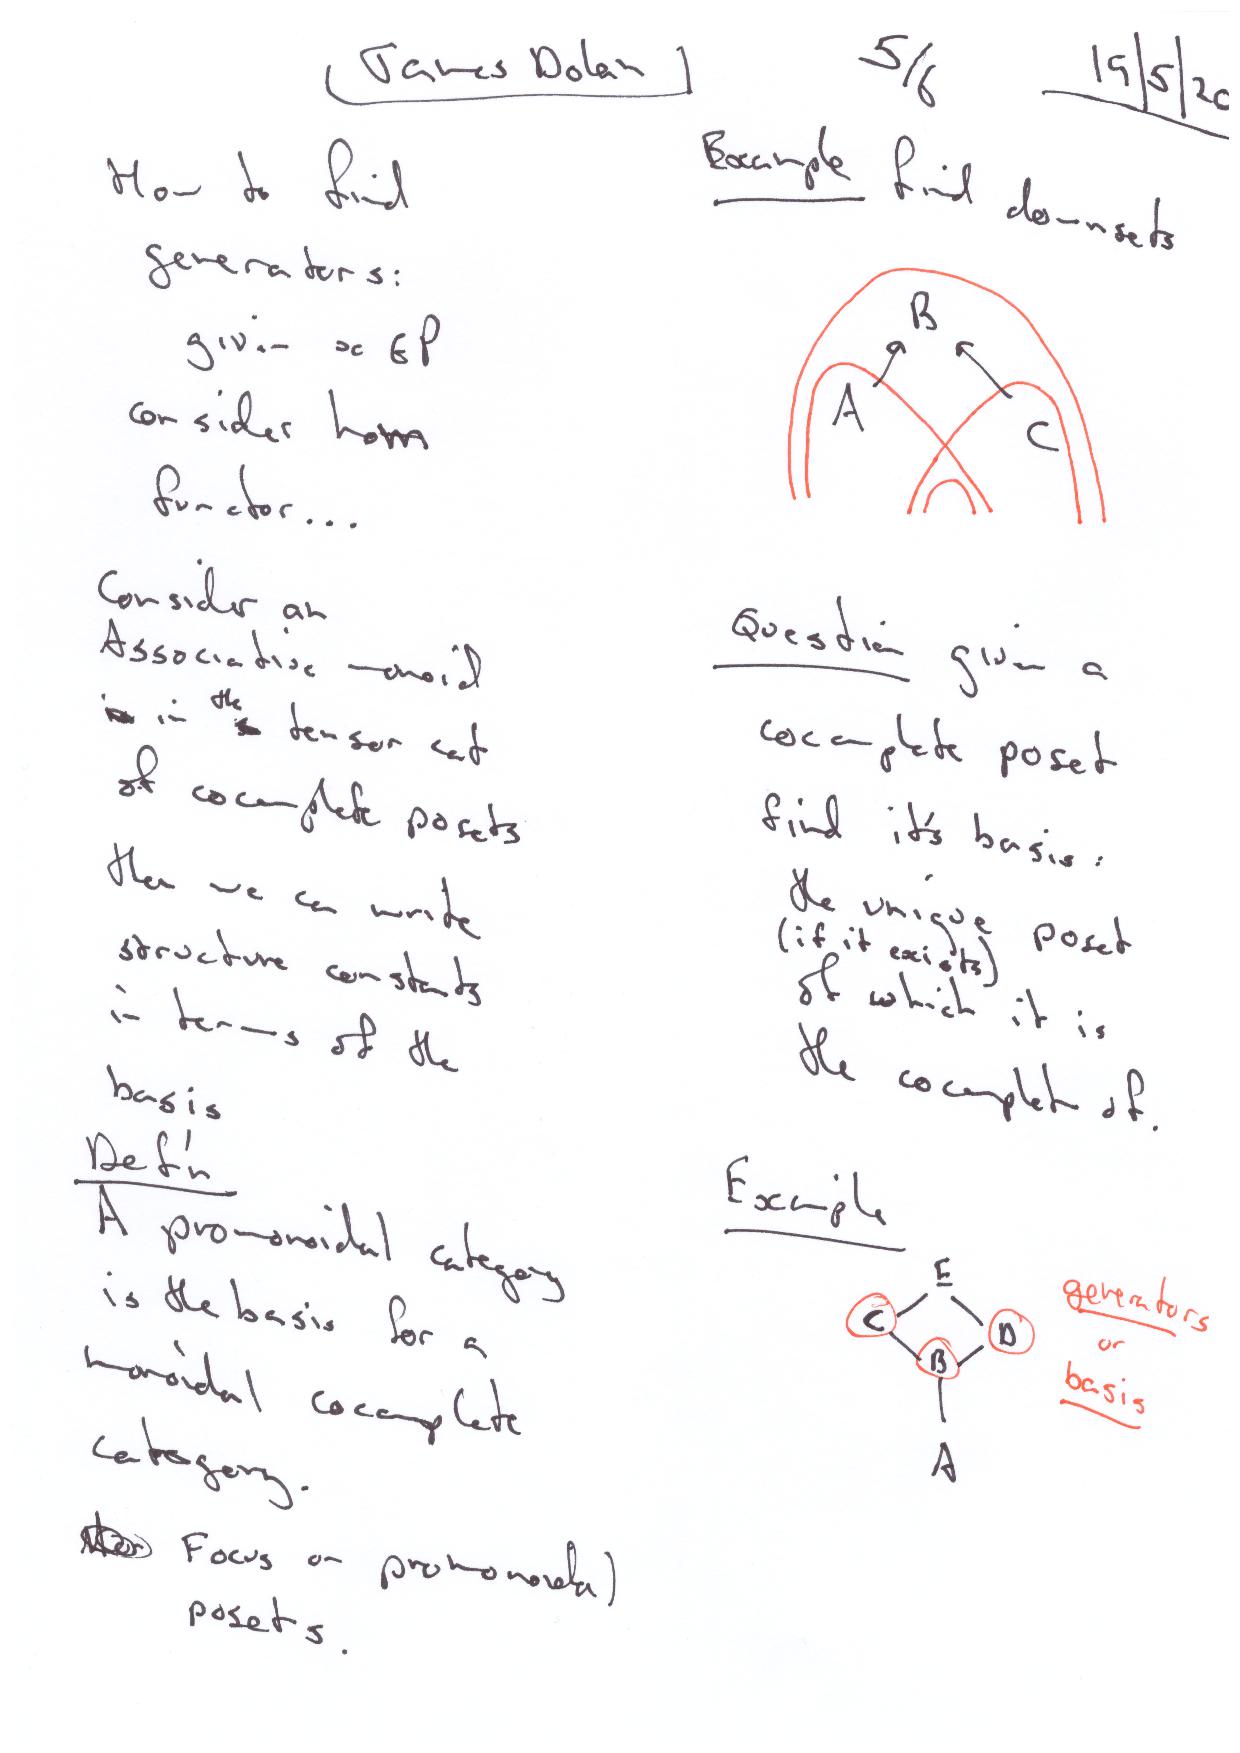 James Dolan
5/6
19/5/20
How to find
generators:
given x ∈ P
consider hom
functor...
Consider an
Associative monoid
in the tensor cat
of cocomplete posets
then we can write
structure constants
in terms of the
basis
Def'n
A promonoidal category
is the basis for a
monoidal cocomplete
category.
Focus on promonoidal
posets.
Example find downsets
B
A
C
Question given a
cocomplete poset
find it's basis:
the unique poset
(if it exists)
of which it is
the cocomplet of.
Example
E
C
D
B
A
generators
or
basis